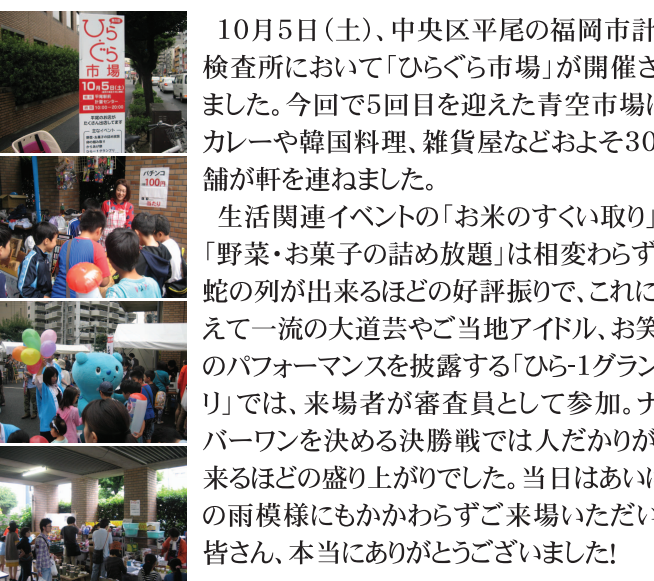 ひらぐら
市場
10月5日(土)
10:00~20:00
パチンコ
100円
10月5日(土)、中央区平尾の福岡市計
検査所において「ひらぐら市場」が開催さ
ました。今回で5回目を迎えた青空市場に
カレーや韓国料理、雑貨屋などおよそ30
舗が軒を連ねました。
生活関連イベントの「お米のすくい取り」
「野菜・お菓子の詰め放題」は相変わらず
蛇の列が出来るほどの好評振りで、これに
えて一流の大道芸やご当地アイドル、お笑
のパフォーマンスを披露する「ひら-1グラン
リ」では、来場者が審査員として参加。ナ
バーワンを決める決勝戦では人だかりが
来るほどの盛り上がりでした。当日はあいに
の雨模様にもかかわらずご来場いただい
皆さん、本当にありがとうございました!